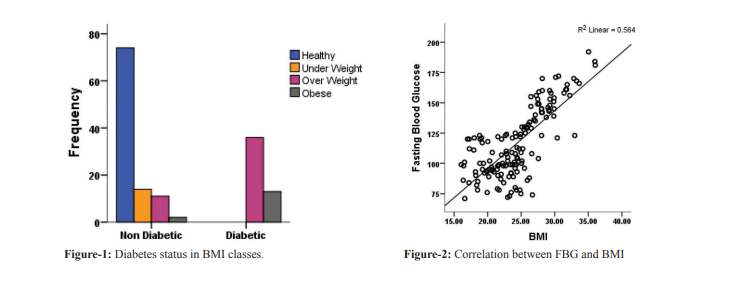 80
60
40
20
0
Frequency
Healthy
Under Weight
Over Weight
Obese
Non Diabetic
Diabetic
Figure-1: Diabetes status in BMI classes.
R² Linear = 0.564
200
175
150
125
100
75
Fasting Blood Glucose
15.00 20.00 25.00 30.00 35.00 40.00
BMI
Figure-2: Correlation between FBG and BMI